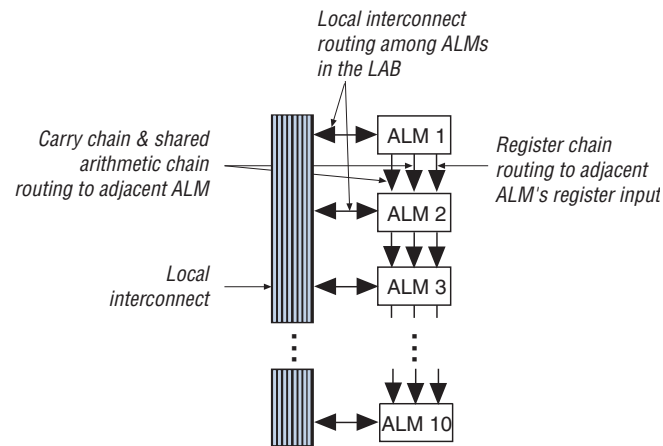 Local interconnect
routing among ALMs
in the LAB
ALM 1
Carry chain & shared
arithmetic chain
routing to adjacent ALM
Register chain
routing to adjacent
ALM's register input
ALM 2
Local
interconnect
ALM 3
ALM 10